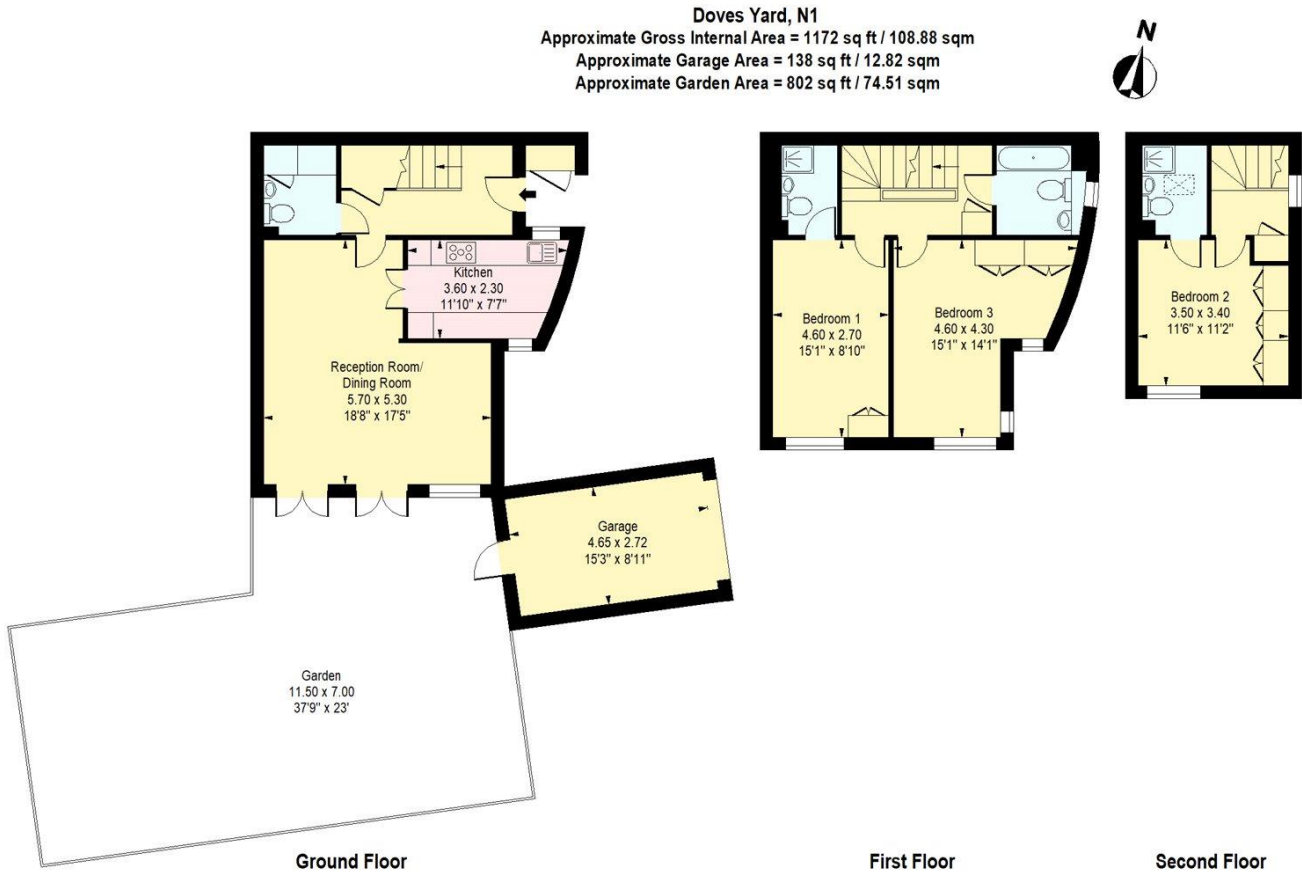 Doves Yard, N1
Approximate Gross Internal Area = 1172 sq ft / 108.88 sqm
Approximate Garage Area = 138 sq ft / 12.82 sqm
Approximate Garden Area = 802 sq ft / 74.51 sqm
N
Kitchen
3.60 x 2.30
11'10" x 7'7"
Reception Room/
Dining Room
5.70 x 5.30
18'8" x 17'5"
Garage
4.65 x 2.72
15'3" x 8'11"
Garden
11.50 x 7.00
37'9" x 23'
Ground Floor
Bedroom 1
4.60 x 2.70
15'1" x 8'10"
Bedroom 3
4.60 x 4.30
15'1" x 14'1"
First Floor
Bedroom 2
3.50 x 3.40
11'6" x 11'2"
Second Floor